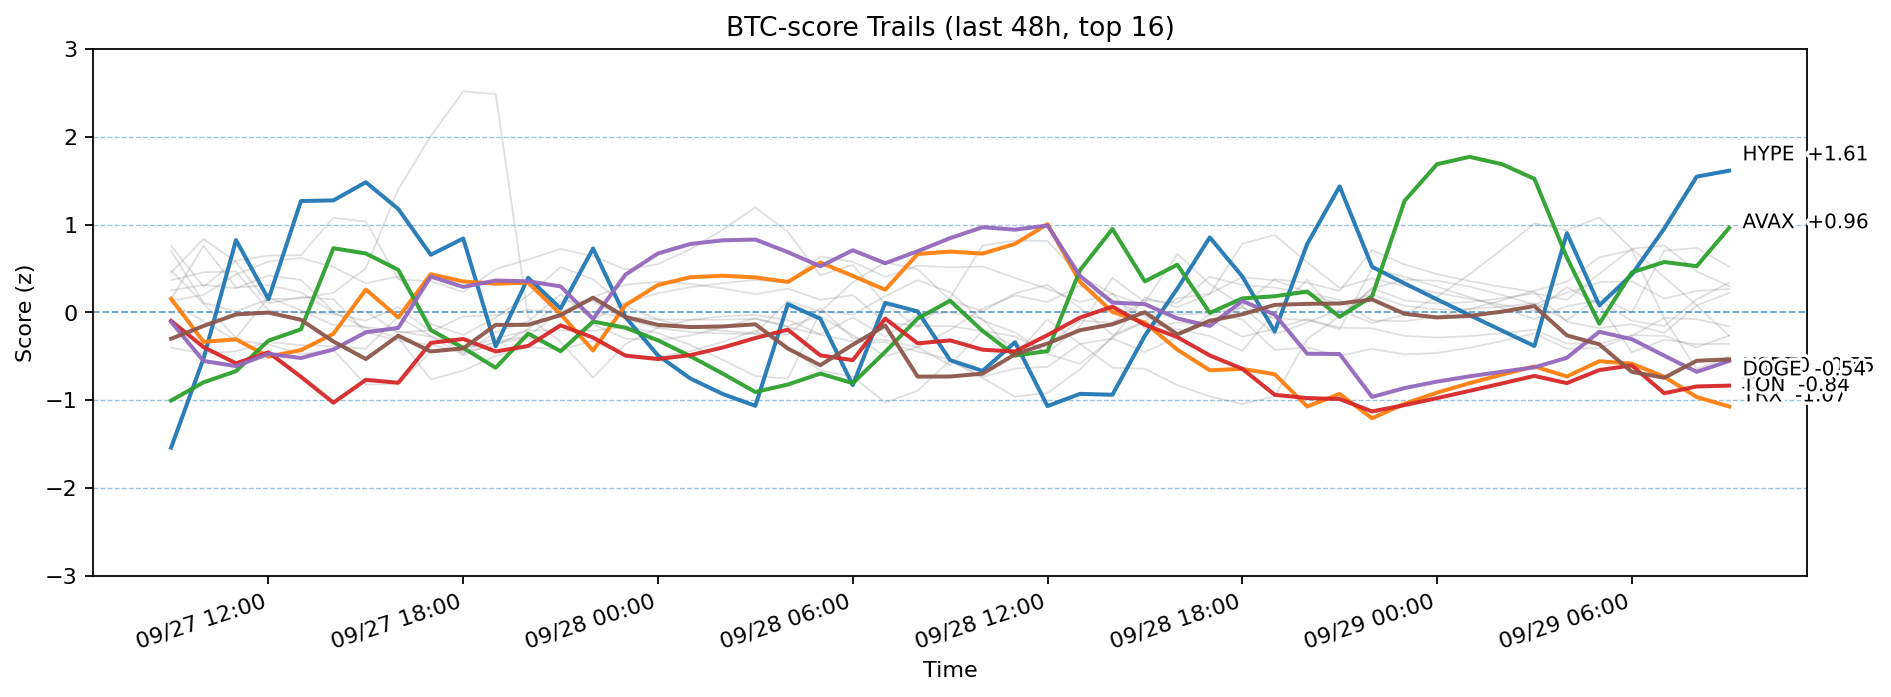 BTC-score Trails (last 48h, top 16)
Score (z)
3
2
1
0
−1
−2
−3
HYPE +1.61
AVAX +0.96
DOGE -0.54
TON -0.84
TRX -1.07
09/27 12:00
09/27 18:00
09/28 00:00
09/28 06:00
09/28 12:00
09/28 18:00
09/29 00:00
09/29 06:00
Time